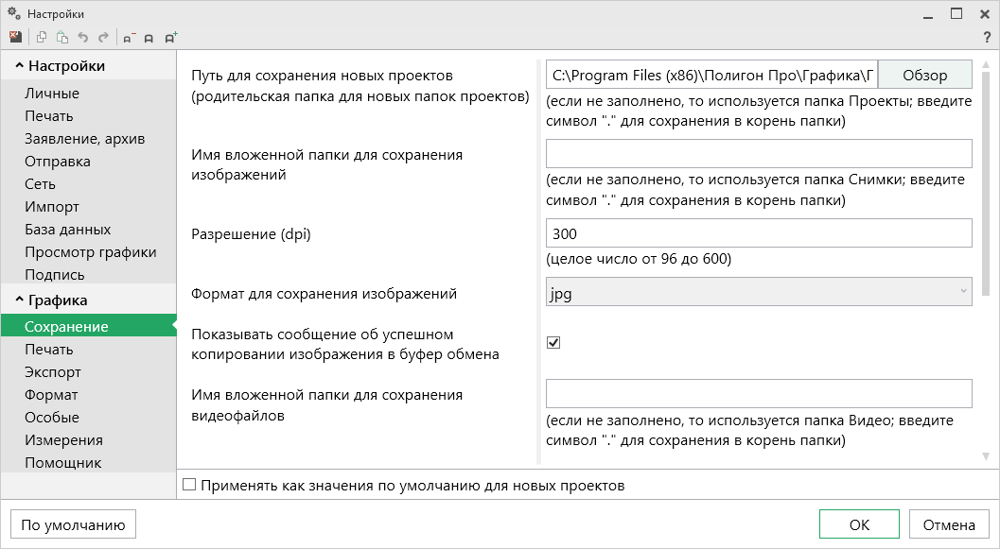 Настройки
?
Настройки
Личные
Печать
Заявление, архив
Отправка
Сеть
Импорт
База данных
Просмотр графики
Подпись
Графика
Сохранение
Печать
Экспорт
Формат
Особые
Измерения
Помощник
Путь для сохранения новых проектов
(родительская папка для новых папок проектов)
C:\Program Files (x86)\Полигон Про\Графика\П
Обзор
(если не заполнено, то используется папка Проекты; введите
символ "." для сохранения в корень папки)
Имя вложенной папки для сохранения
изображений
(если не заполнено, то используется папка Снимки; введите
символ "." для сохранения в корень папки)
Разрешение (dpi)
300
(целое число от 96 до 600)
Формат для сохранения изображений
jpg
Показывать сообщение об успешном
копировании изображения в буфер обмена
Имя вложенной папки для сохранения
видеофайлов
(если не заполнено, то используется папка Видео; введите
символ "." для сохранения в корень папки)
Применять как значения по умолчанию для новых проектов
По умолчанию
ОК
Отмена